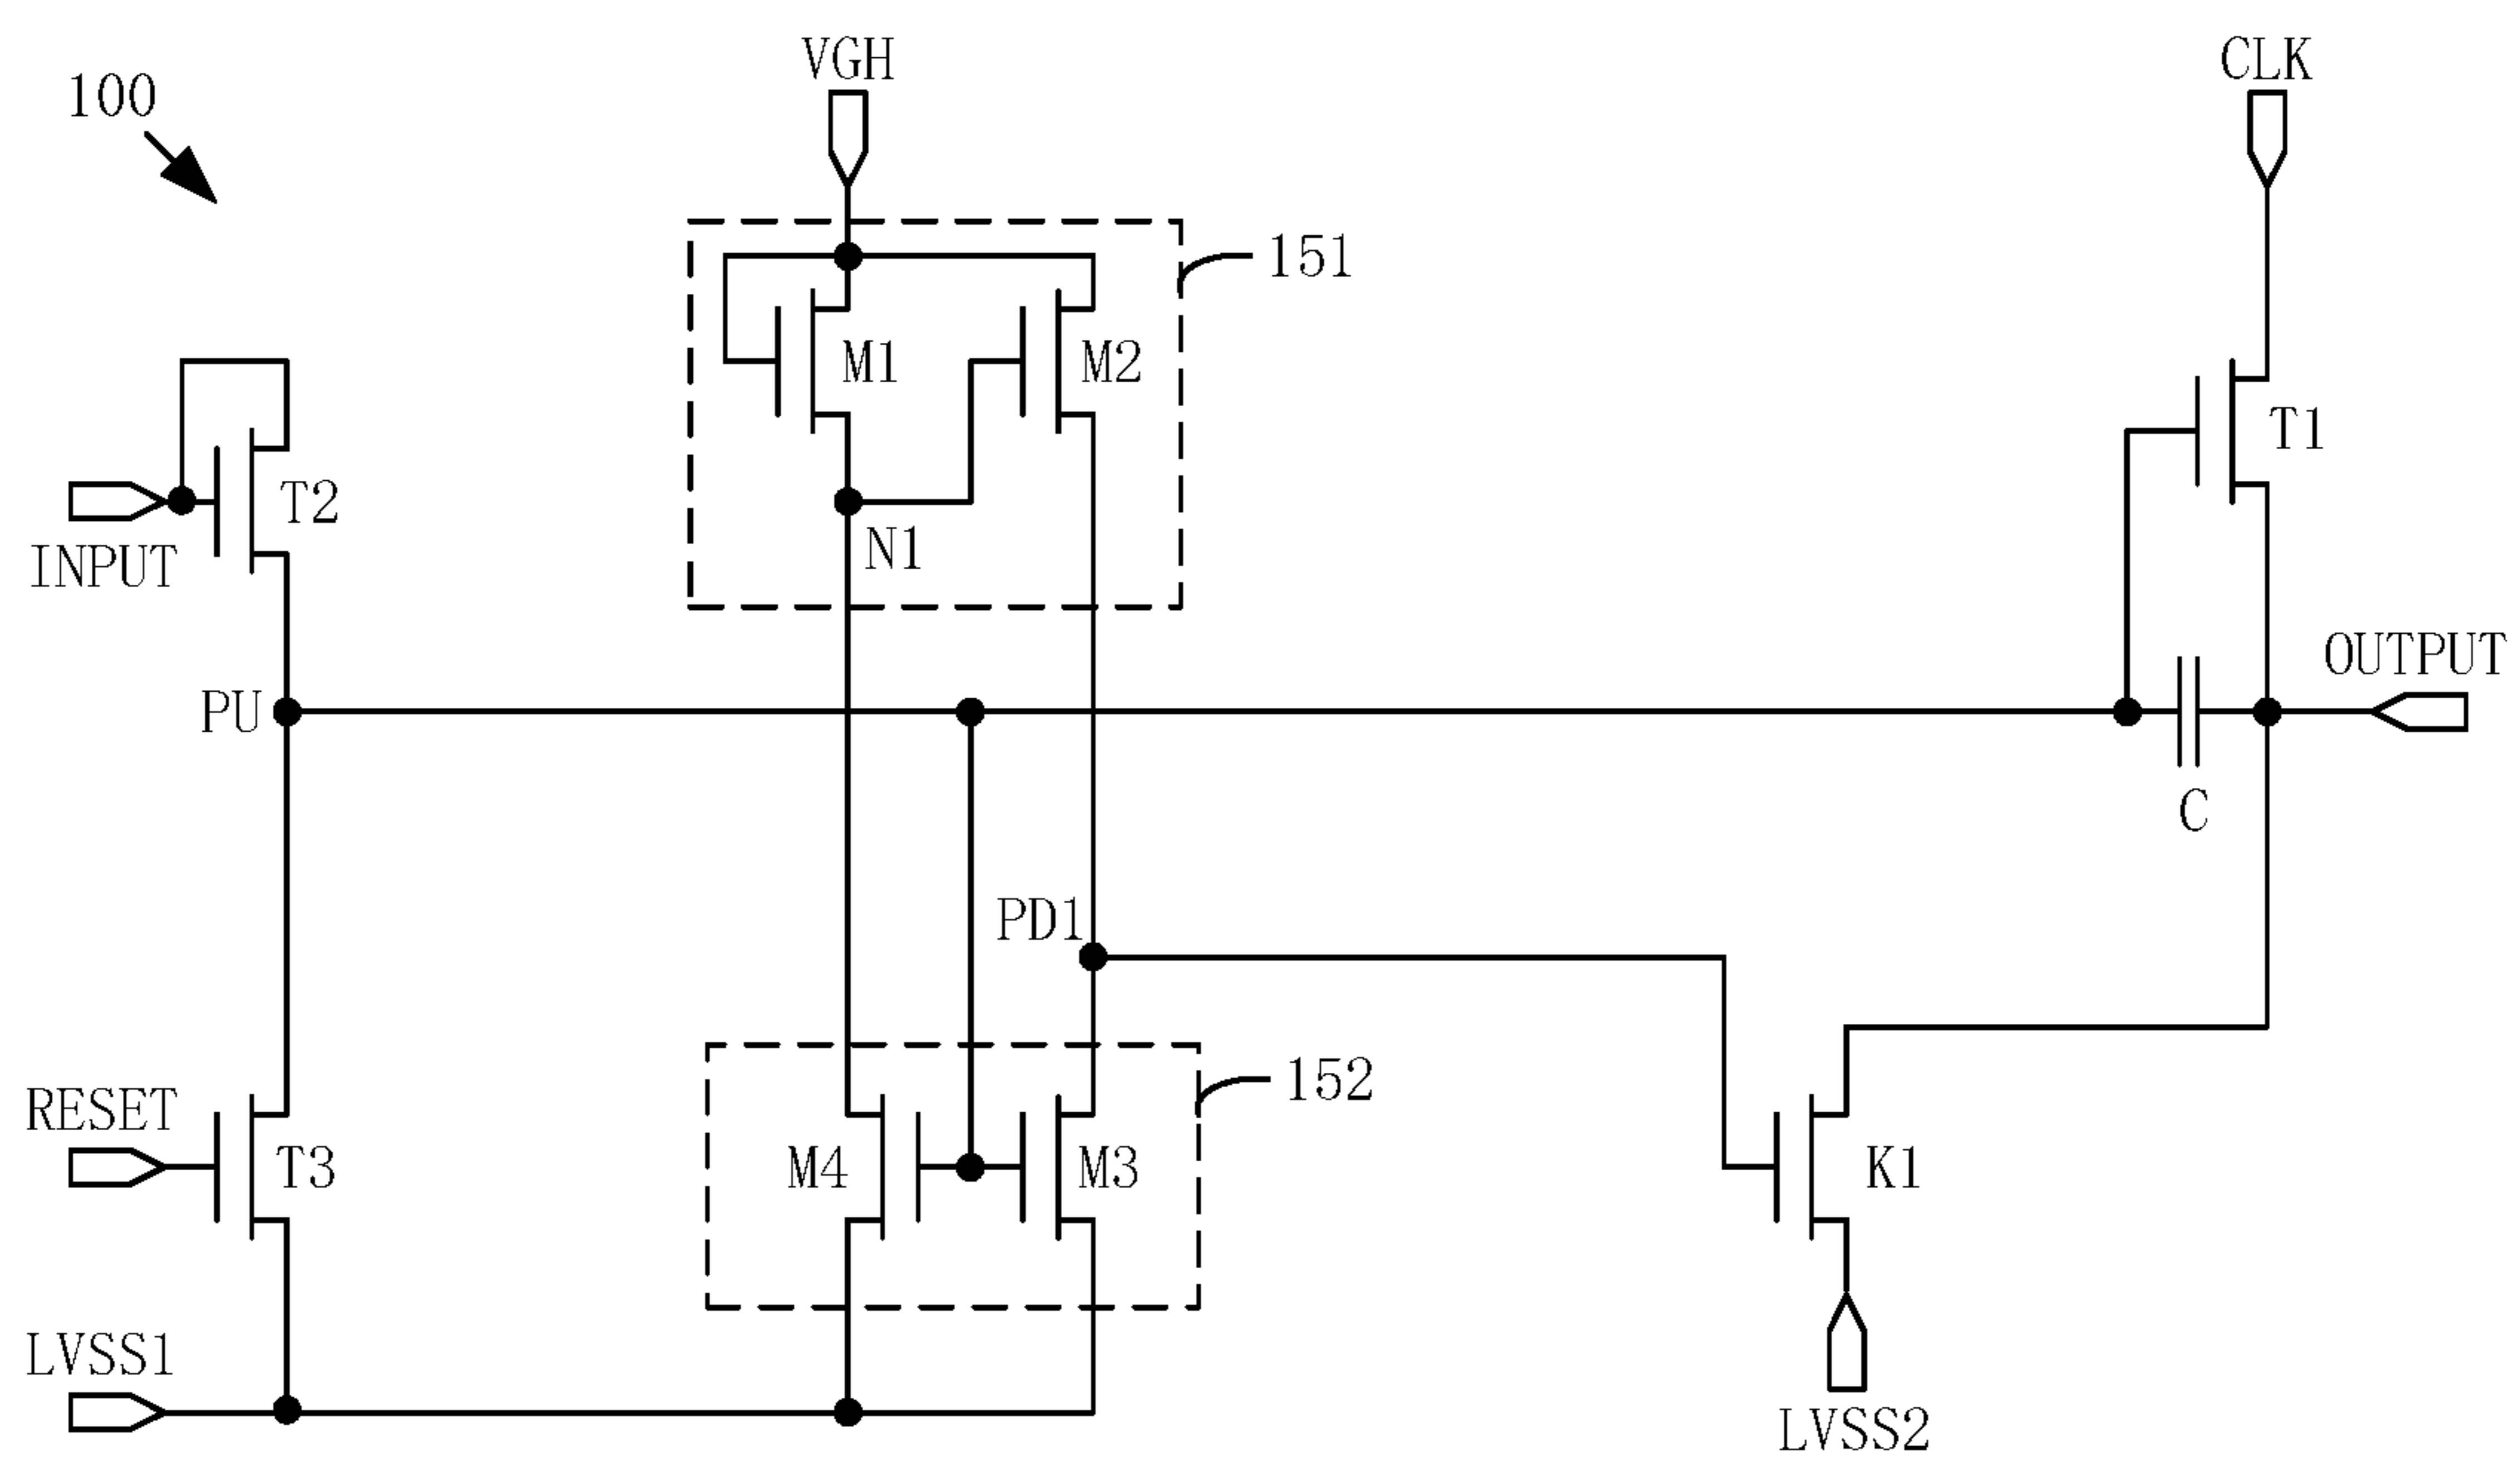 VGH
CLK
100
151
M1
M2
T1
T2
INPUT
N1
OUTPUT
PU
C
PD1
152
RESET
T3
M4
M3
K1
LVSS1
LVSS2